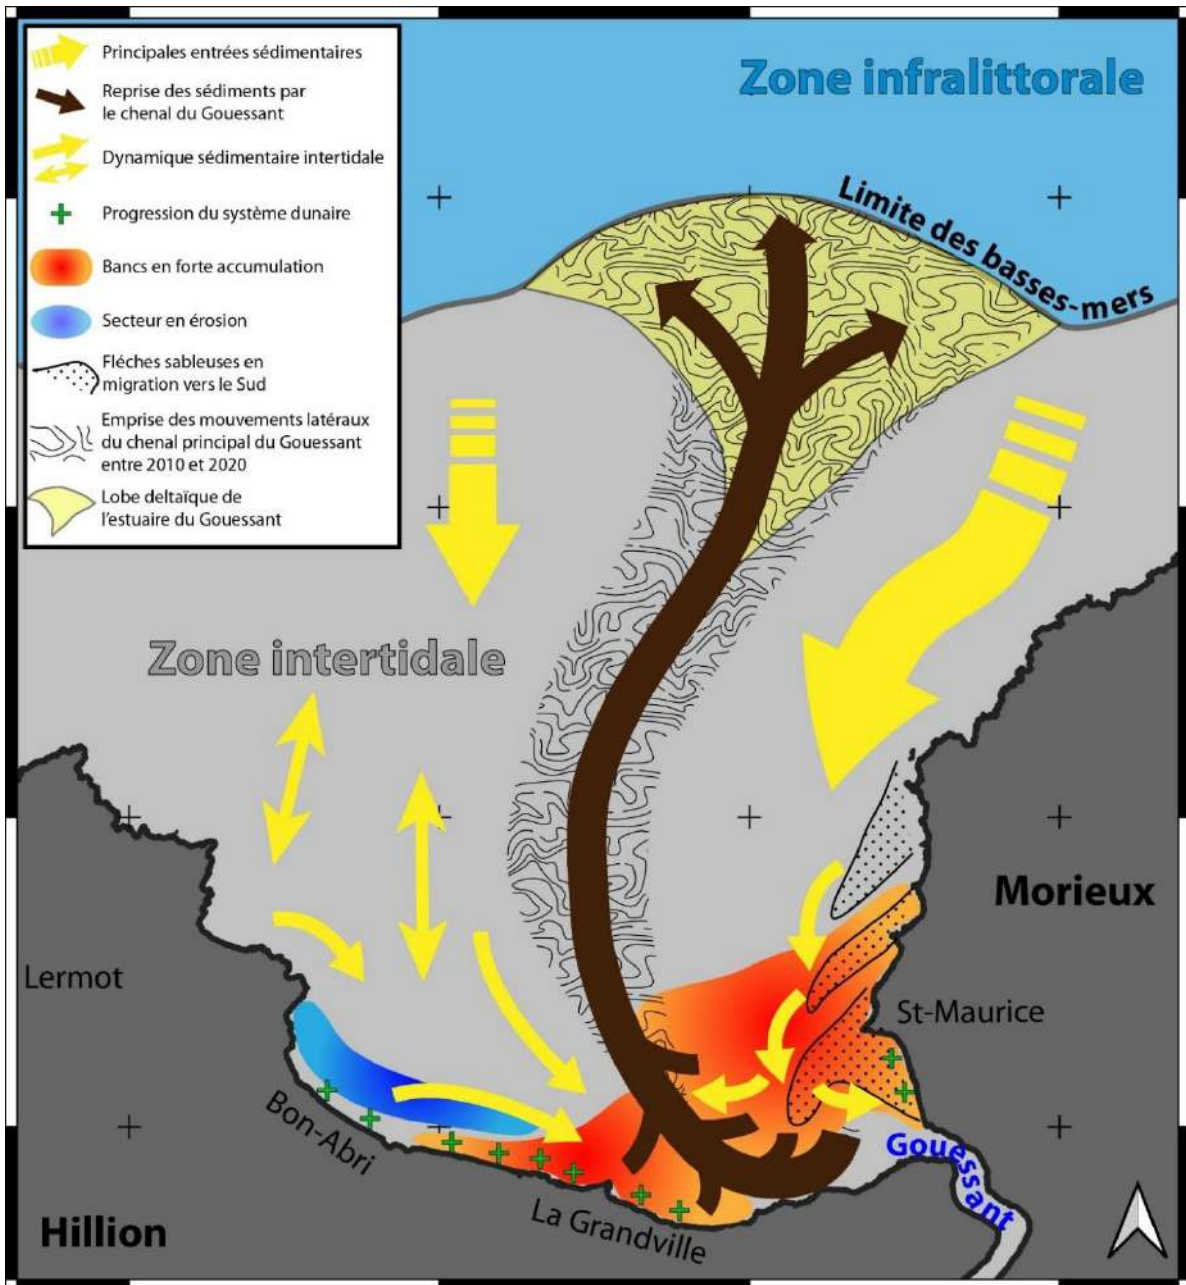 Principales entrées sédimentaires
Reprise des sédiments par
le chenal du Gouessant
Dynamique sédimentaire intertidale
Progression du système dunaire
Bancs en forte accumulation
Secteur en érosion
Fléches sableuses en
migration vers le Sud
Emprise des mouvements latéraux
du chenal principal du Gouessant
entre 2010 et 2020
Lobe deltaïque de
l'estuaire du Gouessant
Zone infralittorale
Limite des basses-mers
Zone intertidale
Morieux
Lermot
St-Maurice
Bon-Abri
Gouessant
La Grandville
Hillion